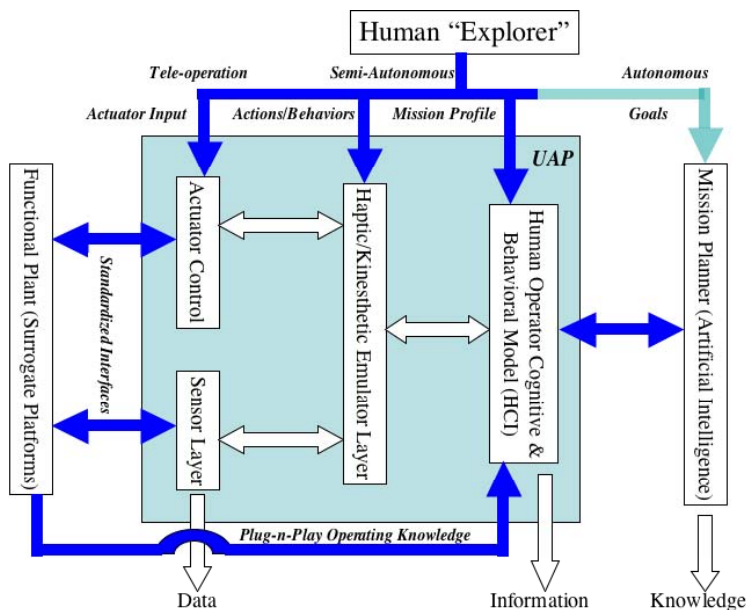 Human “Explorer”
Tele-operation
Semi-Autonomous
Autonomous
Actuator Input
Actions/Behaviors
Mission Profile
Goals
UAP
Functional Plant (Surrogate Platforms)
Standardized Interfaces
Actuator Control
Sensor Layer
Haptic/Kinesthetic Emulator Layer
Human Operator Cognitive &
Behavioral Model (HCI)
Mission Planner (Artificial Intelligence)
Plug-n-Play Operating Knowledge
Data
Information
Knowledge